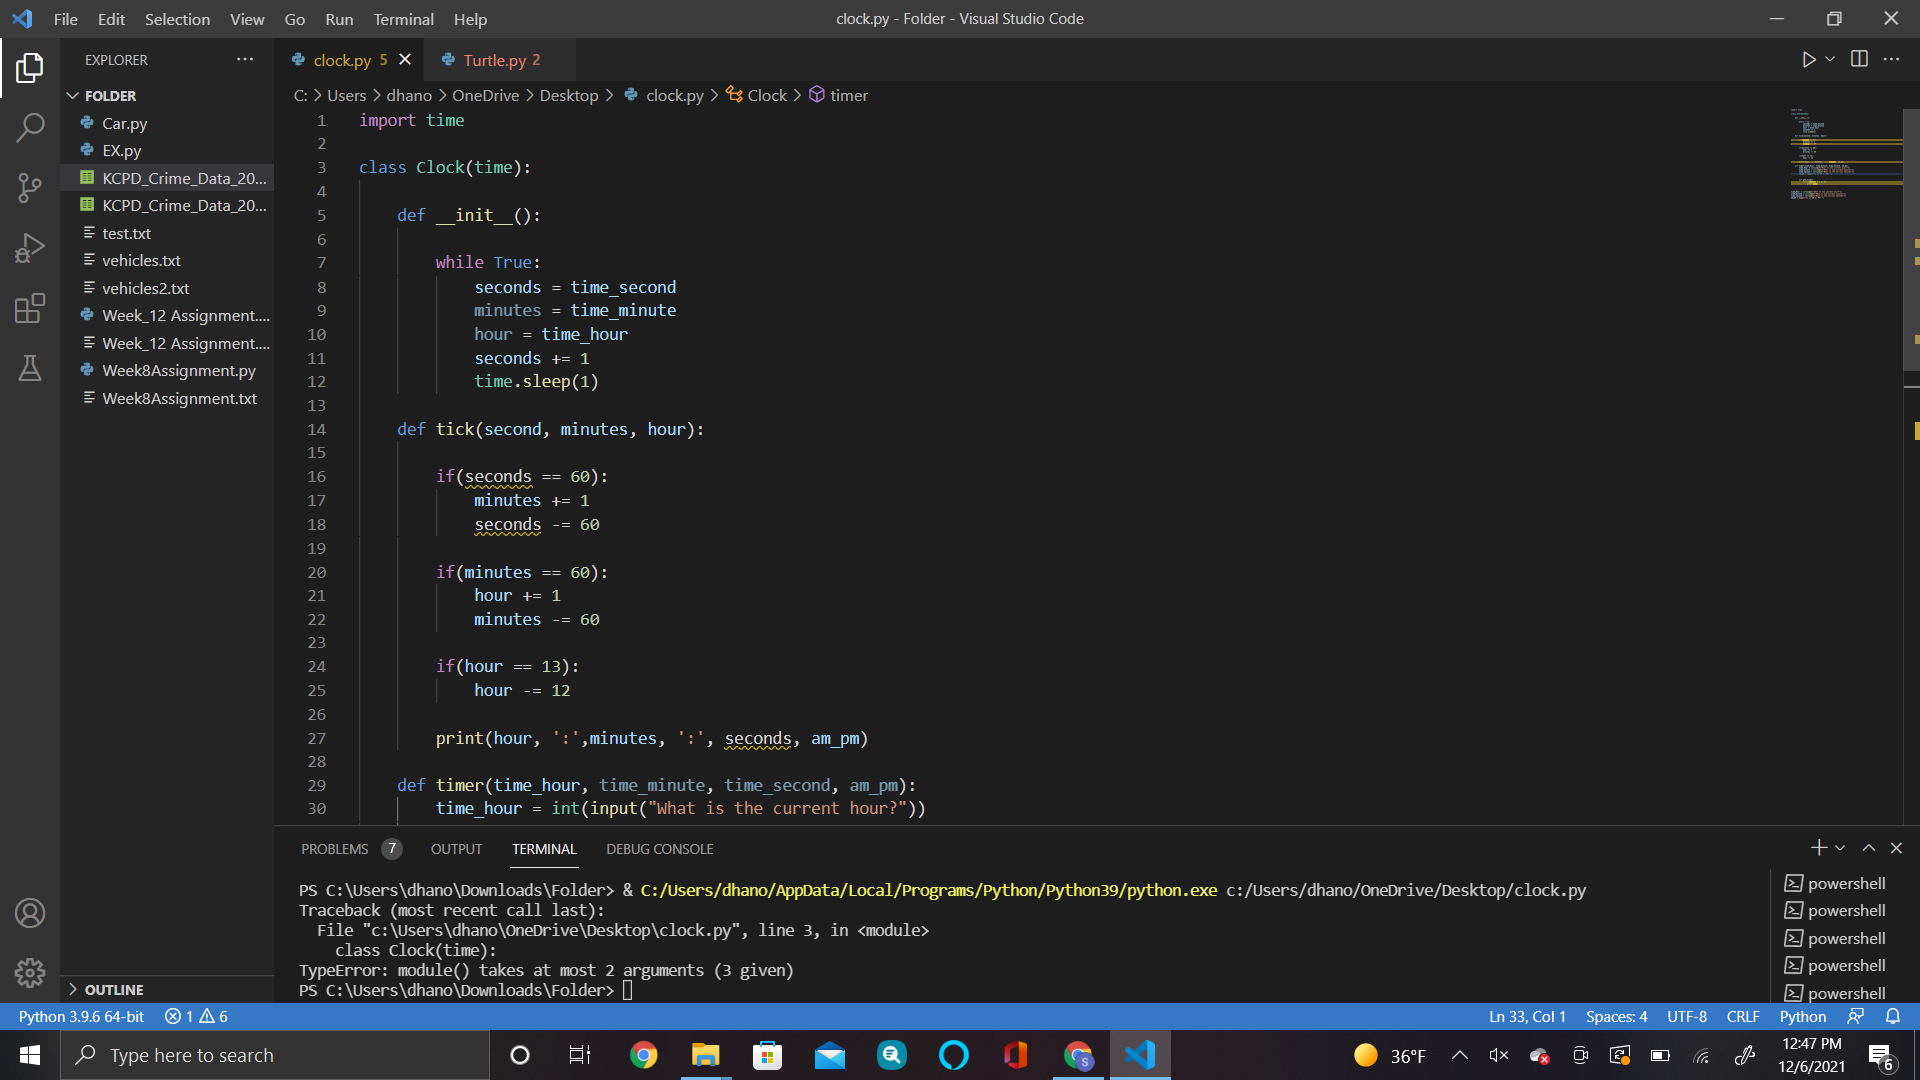 File Edit Selection View Go Run Terminal Help
clock.py - Folder - Visual Studio Code
EXPLORER
FOLDER
Car.py
EX.py
KCPD_Crime_Data_20...
KCPD_Crime_Data_20...
test.txt
vehicles.txt
vehicles2.txt
Week_12 Assignment....
Week_12 Assignment....
Week8Assignment.py
Week8Assignment.txt
OUTLINE
clock.py 5 Turtle.py 2
C: > Users > dhano > OneDrive > Desktop > clock.py > Clock > timer
1 import time
2
3 class Clock(time):
4
5 def __init__():
6
7 while True:
8 seconds = time_second
9 minutes = time_minute
10 hour = time_hour
11 seconds += 1
12 time.sleep(1)
13
14 def tick(second, minutes, hour):
15
16 if(seconds == 60):
17 minutes += 1
18 seconds -= 60
19
20 if(minutes == 60):
21 hour += 1
22 minutes -= 60
23
24 if(hour == 13):
25 hour -= 12
26
27 print(hour, ':',minutes, ':', seconds, am_pm)
28
29 def timer(time_hour, time_minute, time_second, am_pm):
30 time_hour = int(input("What is the current hour?"))
PROBLEMS 7 OUTPUT TERMINAL DEBUG CONSOLE
PS C:\Users\dhano\Downloads\Folder> & C:/Users/dhano/AppData/Local/Programs/Python/Python39/python.exe c:/Users/dhano/OneDrive/Desktop/clock.py
Traceback (most recent call last):
File "c:\Users\dhano\OneDrive\Desktop\clock.py", line 3, in <module>
class Clock(time):
TypeError: module() takes at most 2 arguments (3 given)
PS C:\Users\dhano\Downloads\Folder>
powershell
powershell
powershell
powershell
powershell
Python 3.9.6 64-bit 1 6
Ln 33, Col 1 Spaces: 4 UTF-8 CRLF Python
Type here to search
S
36°F
12:47 PM
12/6/2021
6